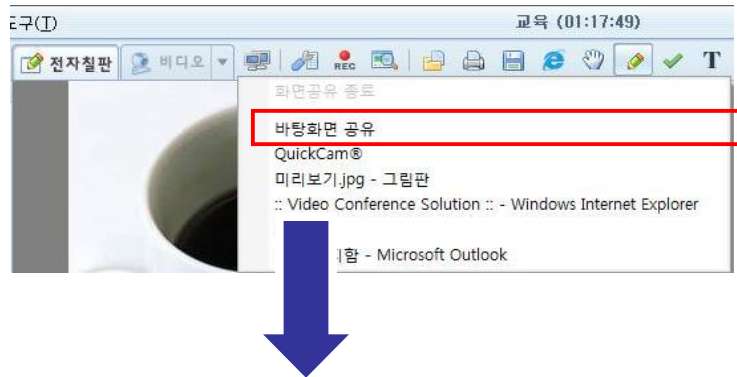 도구(T) 교육 (01:17:49)
전자칠판 비디오 REC T
화면공유 종료
바탕화면 공유
QuickCam®
미리보기.jpg - 그림판
:: Video Conference Solution :: - Windows Internet Explorer
함 - Microsoft Outlook